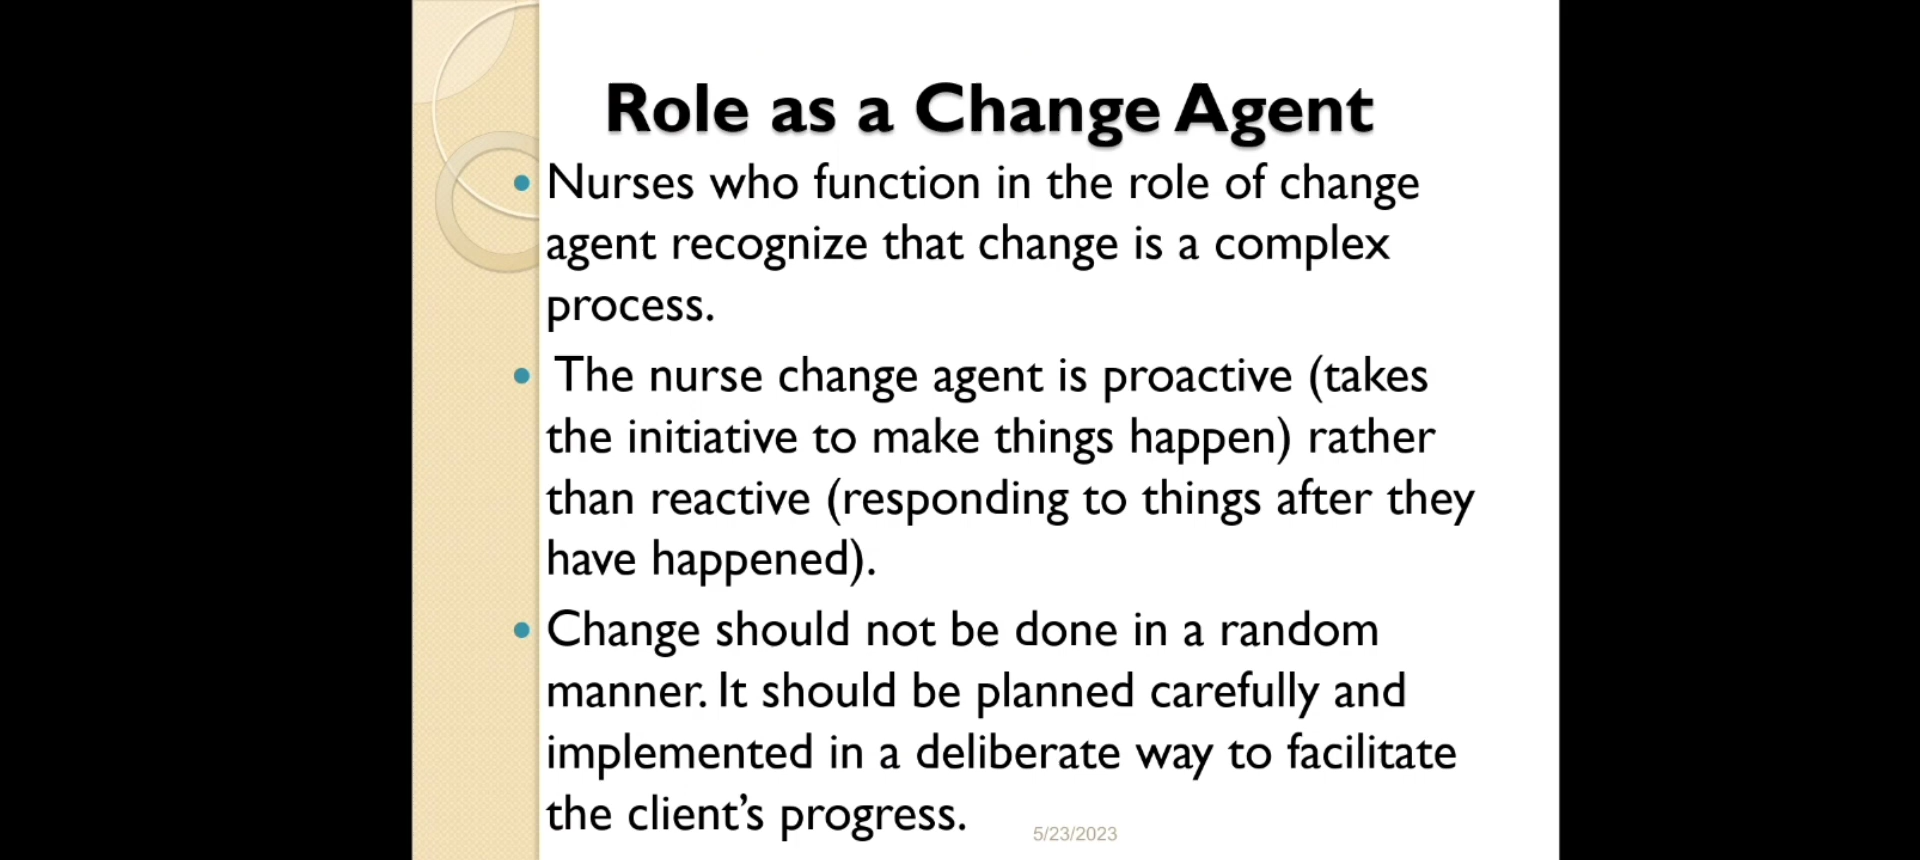 Role as a Change Agent
• Nurses who function in the role of change
agent recognize that change is a complex
process.
• The nurse change agent is proactive (takes
the initiative to make things happen) rather
than reactive (responding to things after they
have happened).
• Change should not be done in a random
manner. It should be planned carefully and
implemented in a deliberate way to facilitate
the client’s progress.
5/23/2023